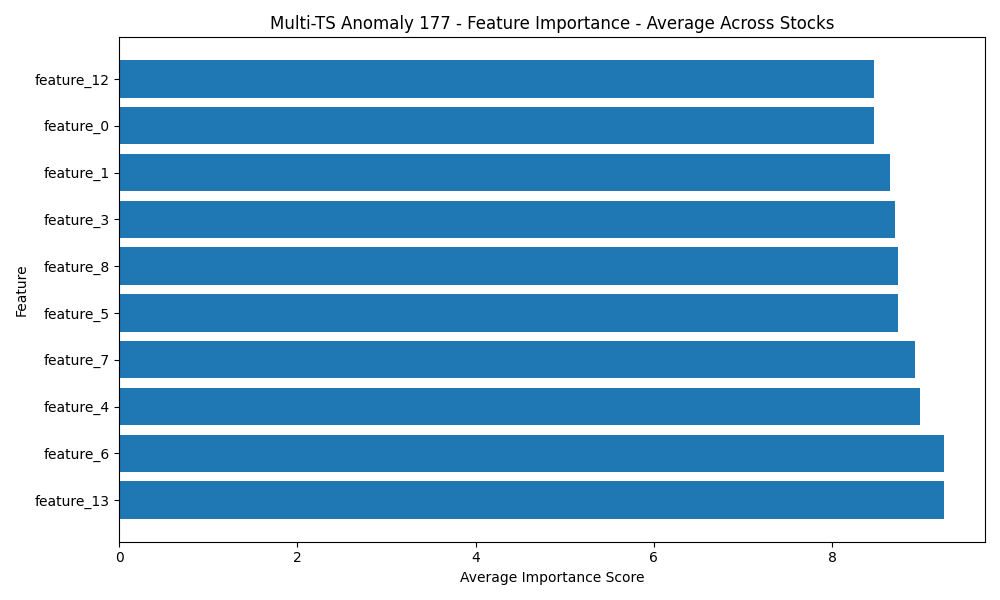 Multi-TS Anomaly 177 - Feature Importance - Average Across Stocks
Feature
feature_12
feature_0
feature_1
feature_3
feature_8
feature_5
feature_7
feature_4
feature_6
feature_13
0 2 4 6 8
Average Importance Score